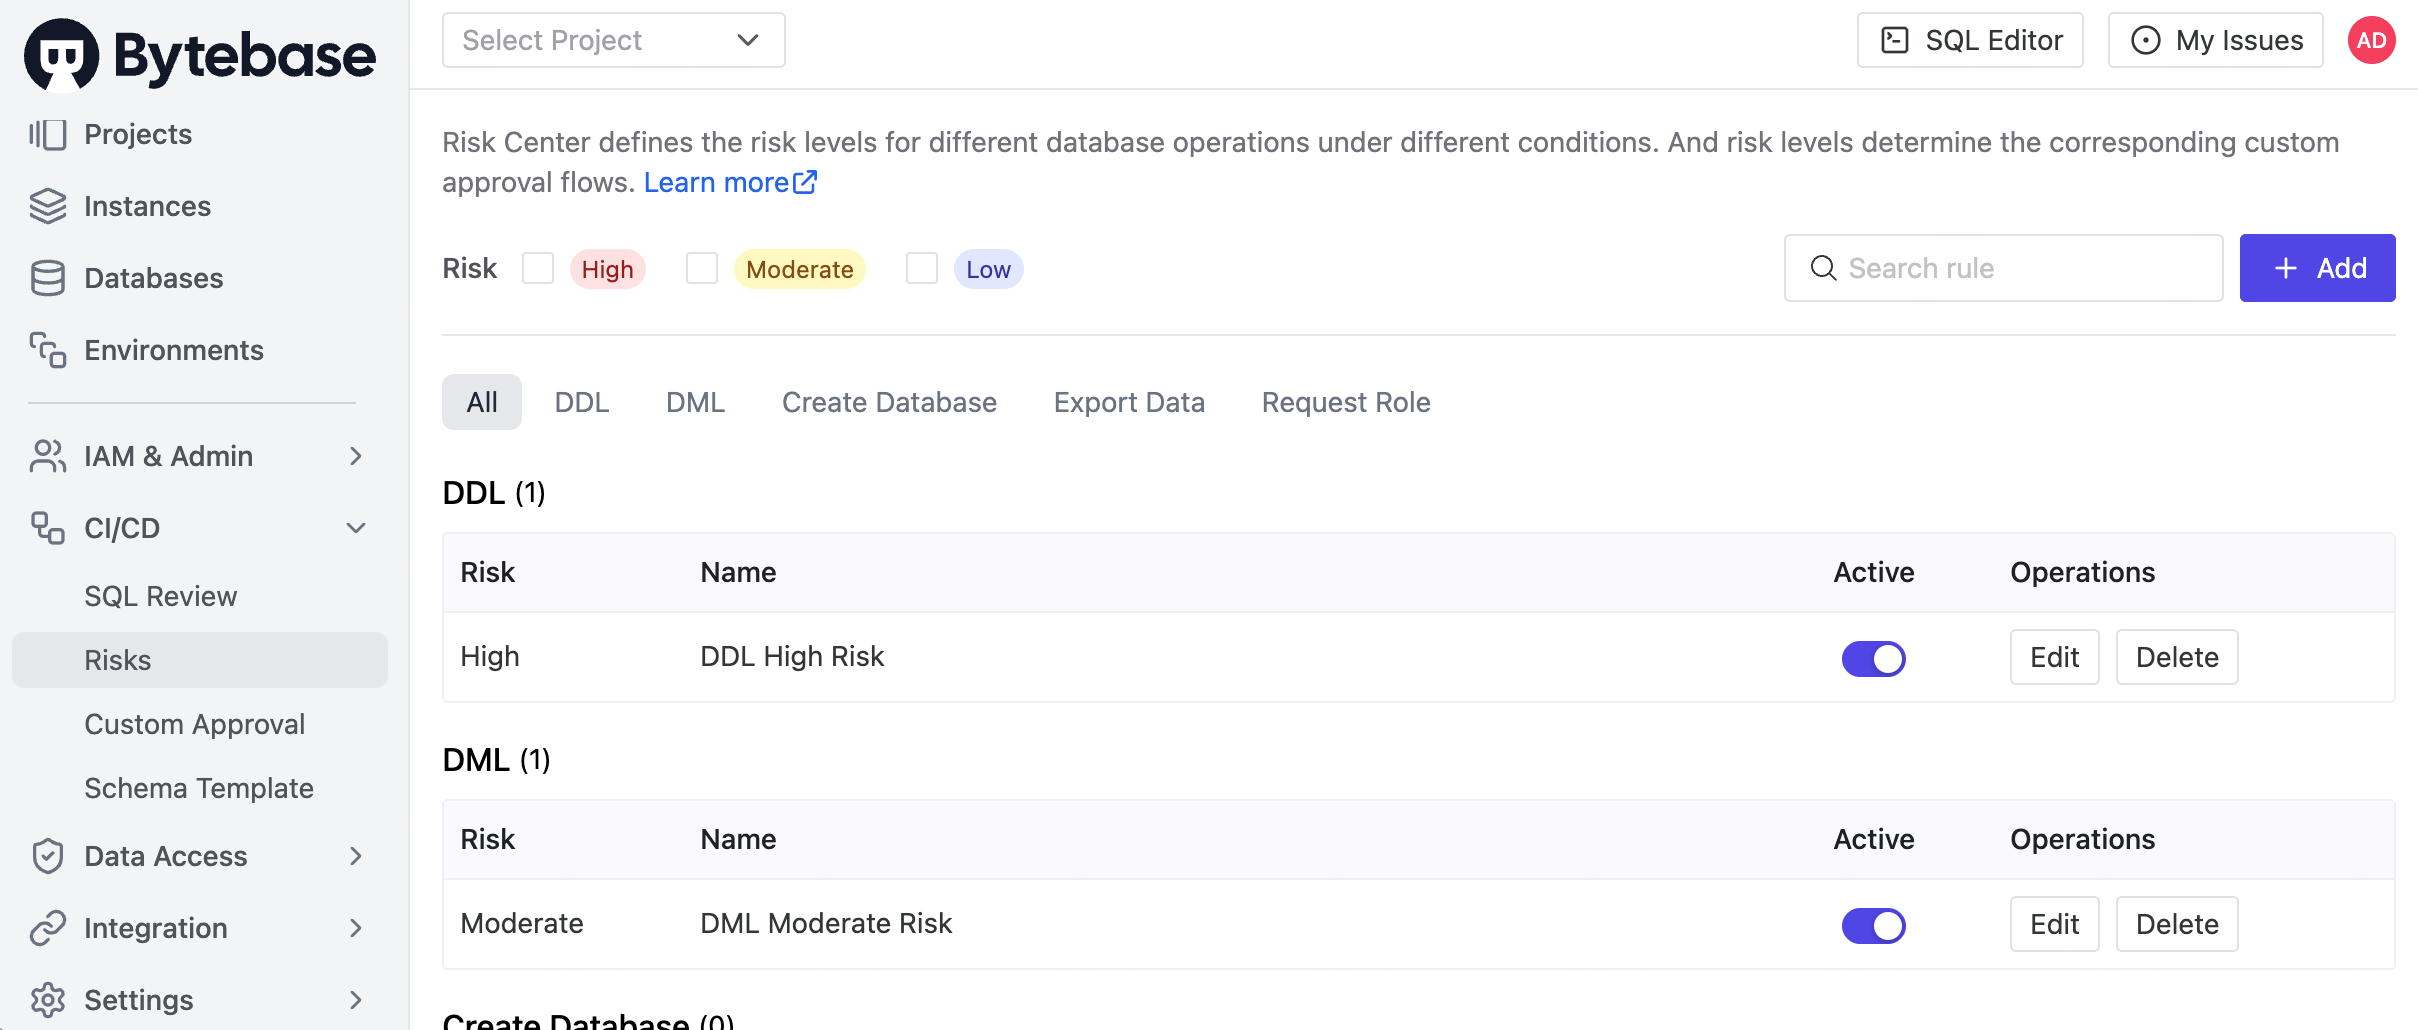 Bytebase
Projects
Instances
Databases
Environments
IAM & Admin
CI/CD
SQL Review
Risks
Custom Approval
Schema Template
Data Access
Integration
Settings
Select Project
SQL Editor
My Issues
AD
Risk Center defines the risk levels for different database operations under different conditions. And risk levels determine the corresponding custom
approval flows. Learn more
Risk High Moderate Low
Search rule
+ Add
All DDL DML Create Database Export Data Request Role
DDL (1)
Risk Name Active Operations
High DDL High Risk Edit Delete
DML (1)
Risk Name Active Operations
Moderate DML Moderate Risk Edit Delete
Create Database (0)